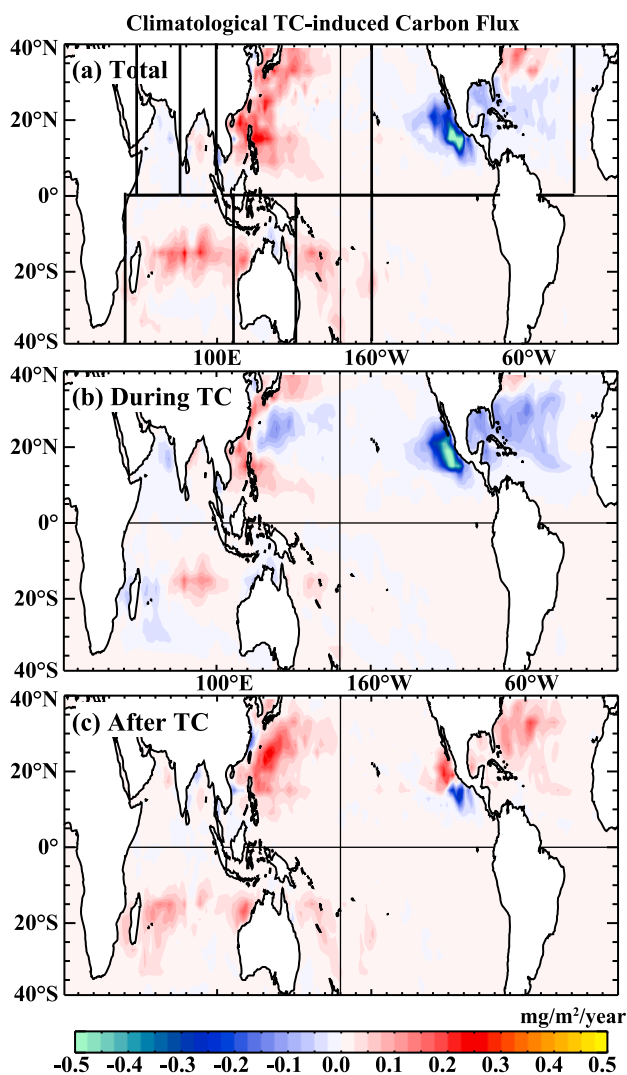 Climatological TC-induced Carbon Flux
40°N
(a) Total
20°N
0°
20°S
40°S
100E 160°W 60°W
40°N
(b) During TC
20°N
0°
20°S
40°S
100E 160°W 60°W
40°N
(c) After TC
20°N
0°
20°S
40°S
mg/m²/year
-0.5 -0.4 -0.3 -0.2 -0.1 0.0 0.1 0.2 0.3 0.4 0.5